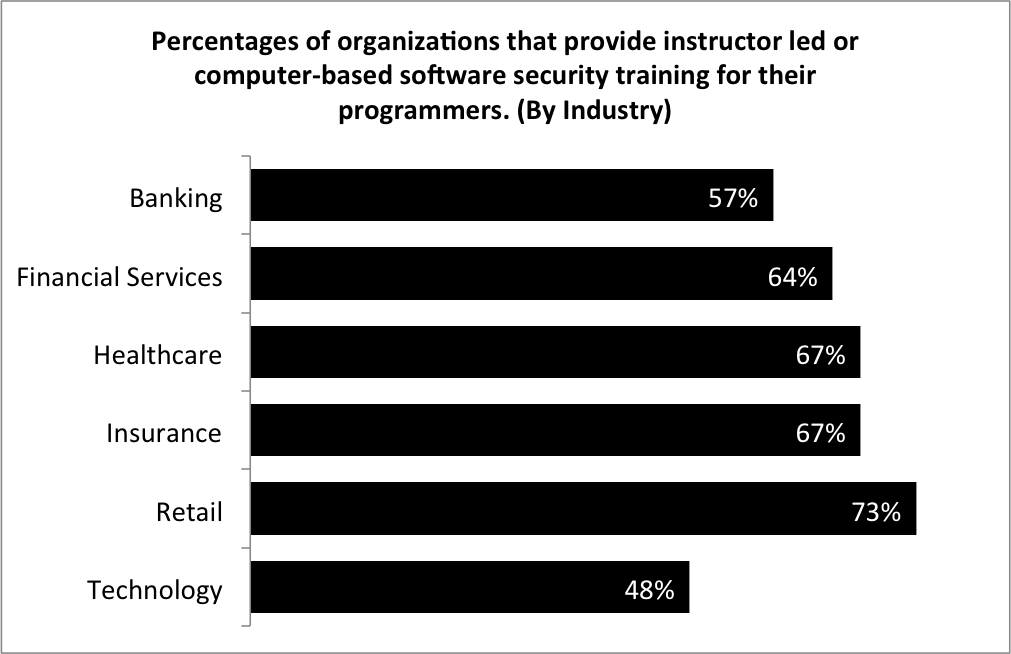 Percentages of organizations that provide instructor led or
computer-based software security training for their
programmers. (By Industry)
Banking 57%
Financial Services 64%
Healthcare 67%
Insurance 67%
Retail 73%
Technology 48%